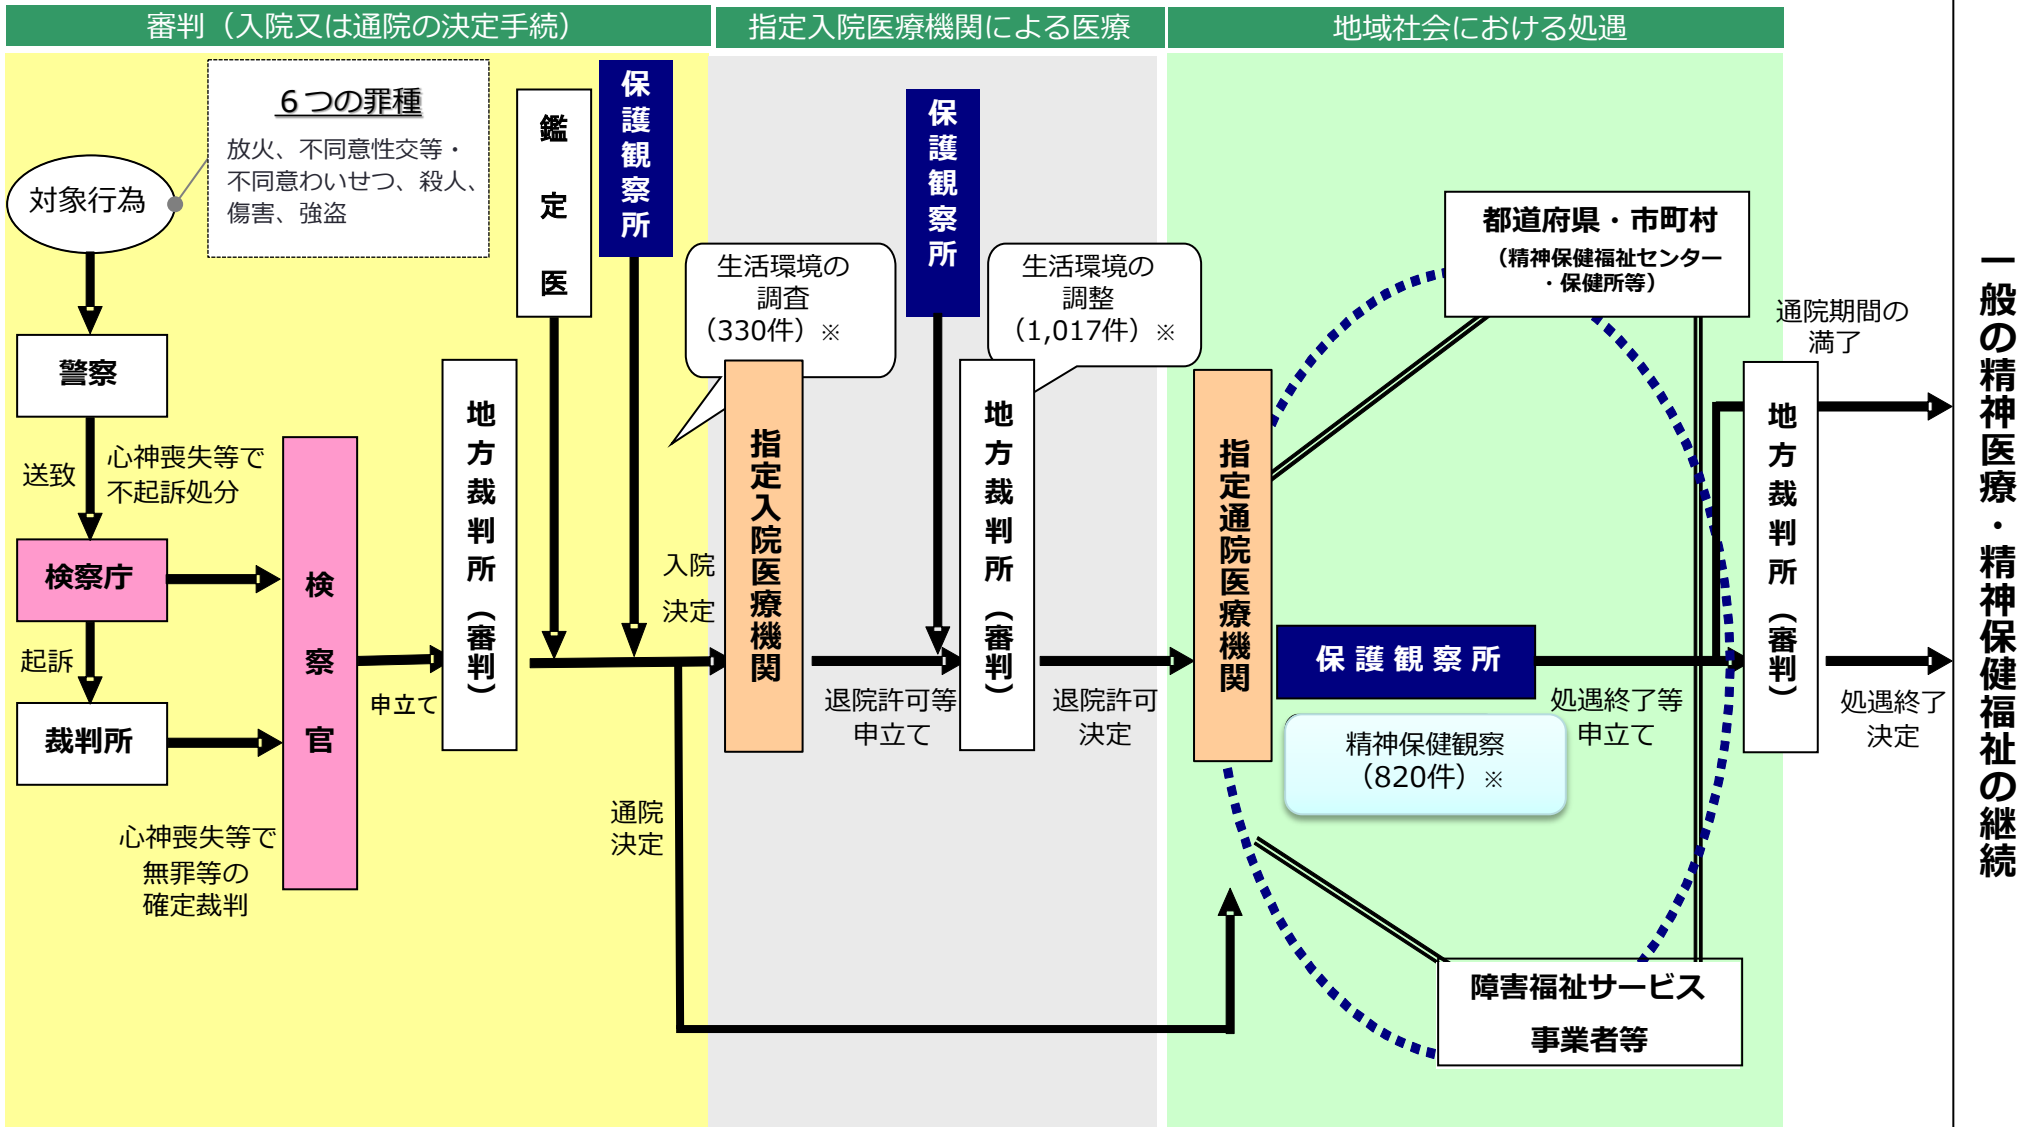 審判（入院又は通院の決定手続）
指定入院医療機関による医療
地域社会における処遇
６つの罪種
放火、不同意性交等・
不同意わいせつ、殺人、
傷害、強盗
対象行為
警察
送致
心神喪失等で
不起訴処分
検察庁
起訴
裁判所
心神喪失等で
無罪等の
確定裁判
検察官
申立て
地方裁判所（審判）
鑑定医
保護観察所
入院
決定
通院
決定
生活環境の
調査
（330件）※
指定入院医療機関
保護観察所
退院許可等
申立て
生活環境の
調整
（1,017件）※
地方裁判所（審判）
退院許可
決定
指定通院医療機関
都道府県・市町村
（精神保健福祉センター
・保健所等）
保護観察所
精神保健観察
（820件）※
処遇終了等
申立て
障害福祉サービス
事業者等
地方裁判所（審判）
通院期間の
満了
処遇終了
決定
一般の精神医療・精神保健福祉の継続